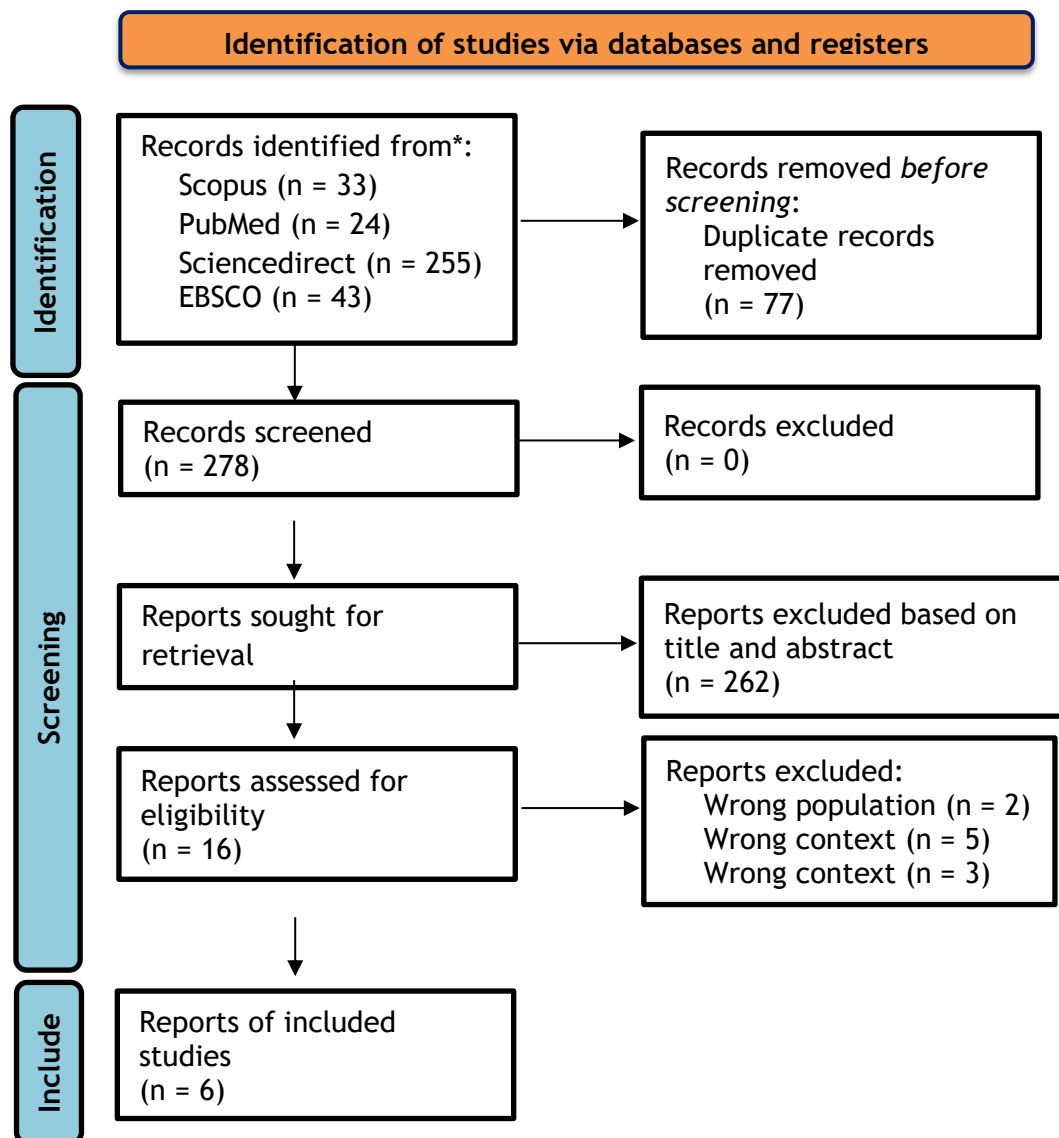 Identification of studies via databases and registers
Identification
Records identified from*:
Scopus (n = 33)
PubMed (n = 24)
Sciencedirect (n = 255)
EBSCO (n = 43)
Records removed before
screening:
Duplicate records
removed
(n = 77)
Screening
Records screened
(n = 278)
Records excluded
(n = 0)
Reports sought for
retrieval
Reports excluded based on
title and abstract
(n = 262)
Reports assessed for
eligibility
(n = 16)
Reports excluded:
Wrong population (n = 2)
Wrong context (n = 5)
Wrong context (n = 3)
Include
Reports of included
studies
(n = 6)